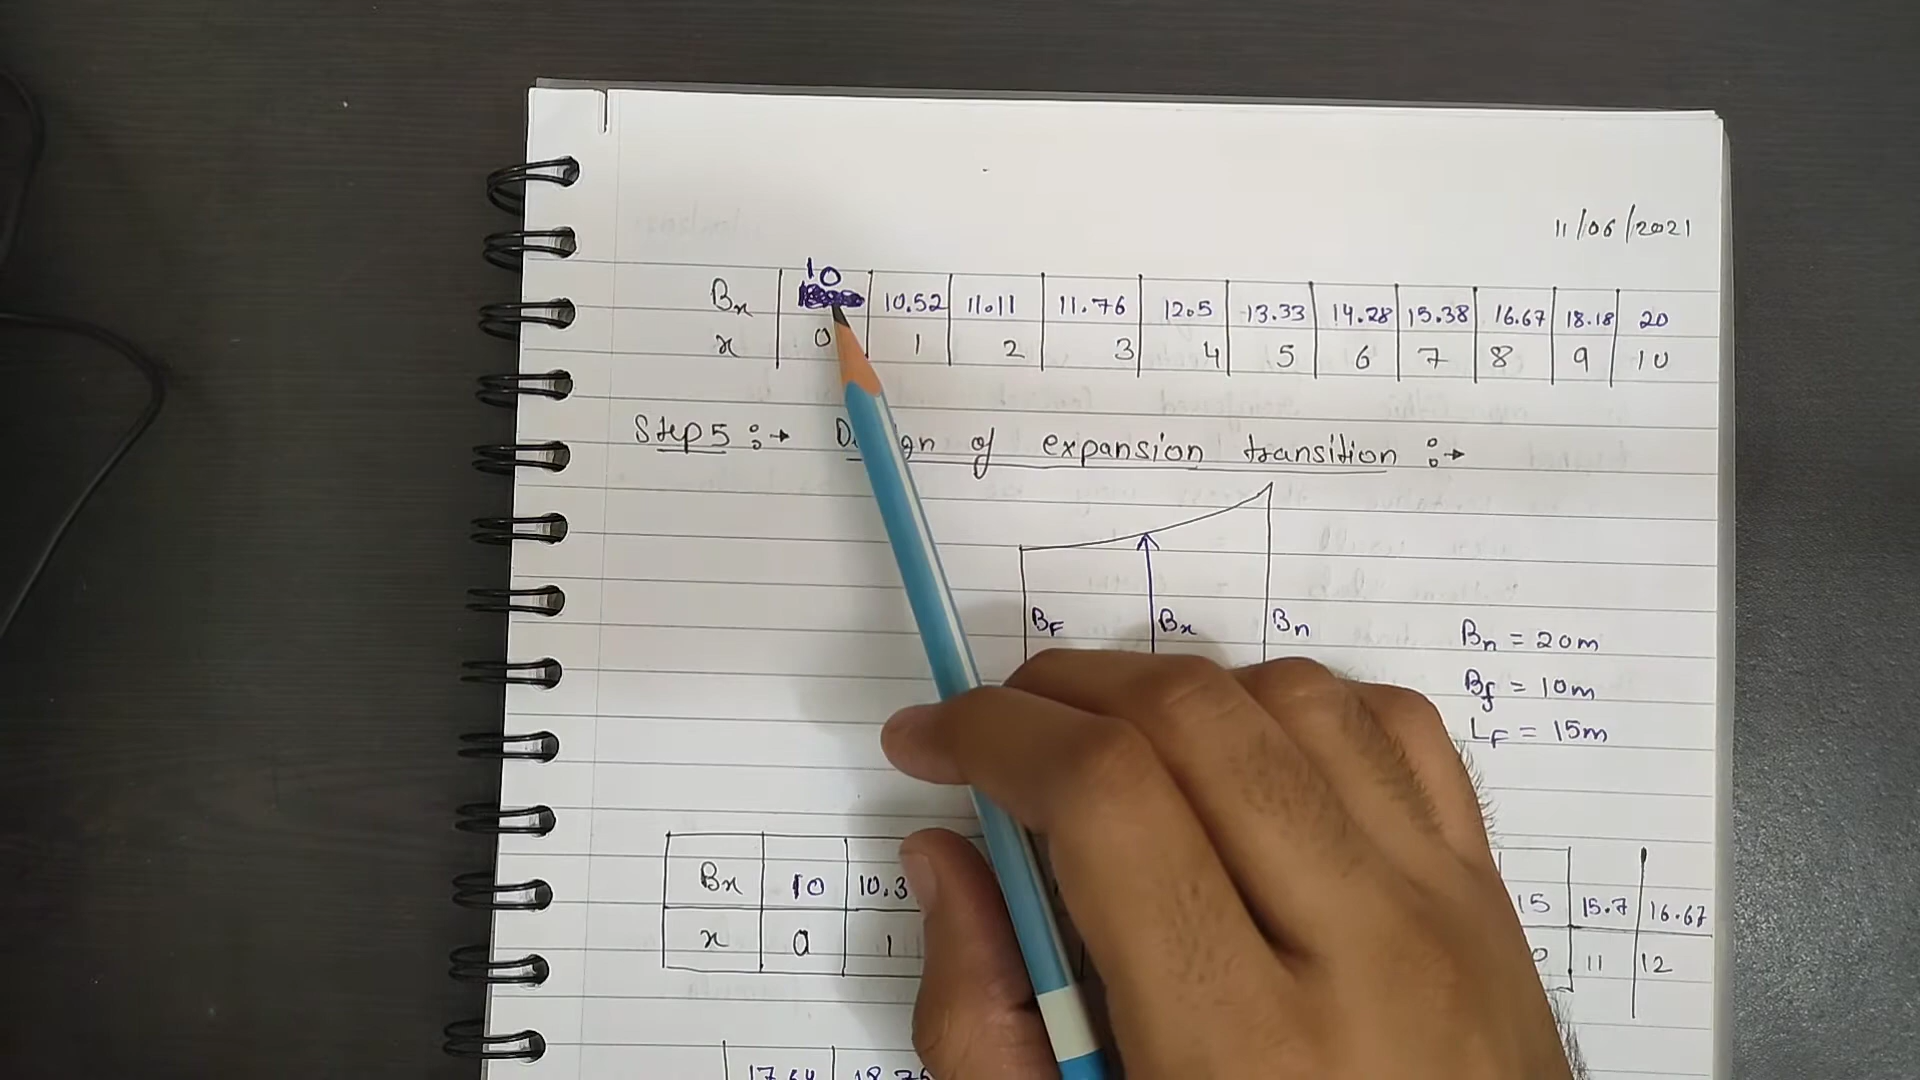 11/06/2021
Bx 10 10.52 11.11 11.76 12.5 13.33 14.28 15.38 16.67 18.18 20
x 0 1 2 3 4 5 6 7 8 9 10
Step 5 :→ of expansion transition :→
BF Bx Bn
Bn = 20m
Bf = 10m
LF = 15m
Bx 10 10.3 15 15.7 16.67
x 0 1 11 12